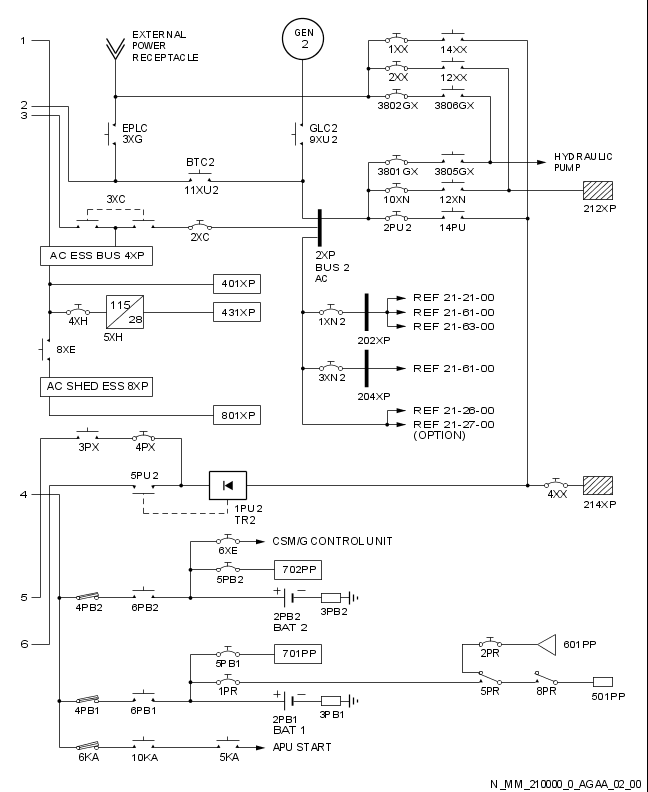 1
EXTERNAL
POWER
RECEPTACLE
GEN
2
1XX
14XX
2XX
12XX
3802GX
3806GX
2
3
EPLC
3XG
GLC2
9XU2
BTC2
11XU2
3801GX
3805GX
HYDRAULIC
PUMP
10XN
12XN
212XP
3XC
2XC
2PU2
14PU
AC ESS BUS 4XP
2XP
BUS 2
AC
401XP
115
28
4XH
5XH
431XP
1XN2
202XP
REF 21-21-00
REF 21-61-00
REF 21-63-00
8XE
3XN2
204XP
REF 21-61-00
AC SHED ESS 8XP
801XP
REF 21-26-00
REF 21-27-00
(OPTION)
3PX
4PX
5PU2
1PU2
TR2
4XX
214XP
4
6XE
CSM/G CONTROL UNIT
5PB2
702PP
5
4PB2
6PB2
+
−
2PB2
BAT 2
3PB2
6
5PB1
701PP
2PR
601PP
1PR
5PR
8PR
501PP
4PB1
6PB1
+
−
2PB1
BAT 1
3PB1
6KA
10KA
5KA
APU START
N_MM_210000_0_AGAA_02_00